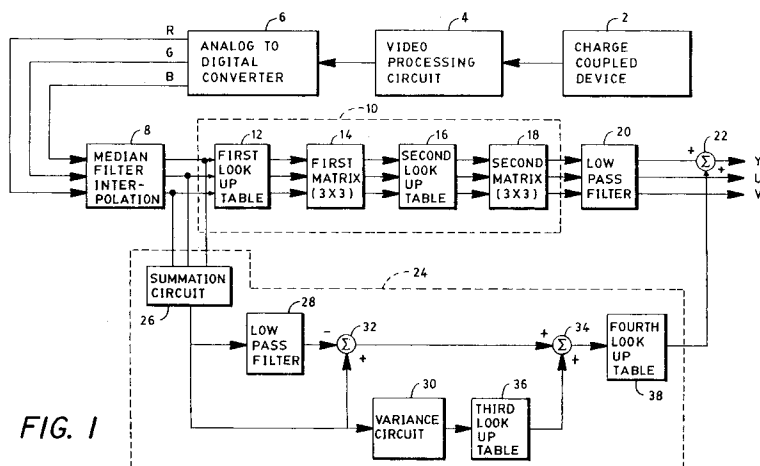 R
G
B
6
ANALOG TO
DIGITAL
CONVERTER
4
VIDEO
PROCESSING
CIRCUIT
2
CHARGE
COUPLED
DEVICE
10
8
MEDIAN
FILTER
INTER-
POLATION
12
FIRST
LOOK
UP
TABLE
14
FIRST
MATRIX
(3X3)
16
SECOND
LOOK
UP
TABLE
18
SECOND
MATRIX
(3X3)
20
LOW
PASS
FILTER
22
+
Σ
+
Y
U
V
24
SUMMATION
CIRCUIT
26
28
LOW
PASS
FILTER
−
32
Σ
+
30
VARIANCE
CIRCUIT
36
THIRD
LOOK
UP
TABLE
+
34
Σ
+
FOURTH
LOOK
UP
TABLE
38
FIG. 1